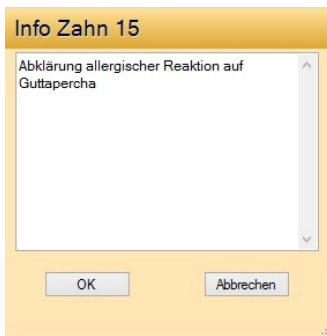 Info Zahn 15
Abklärung allergischer Reaktion auf
Guttapercha
OK
Abbrechen